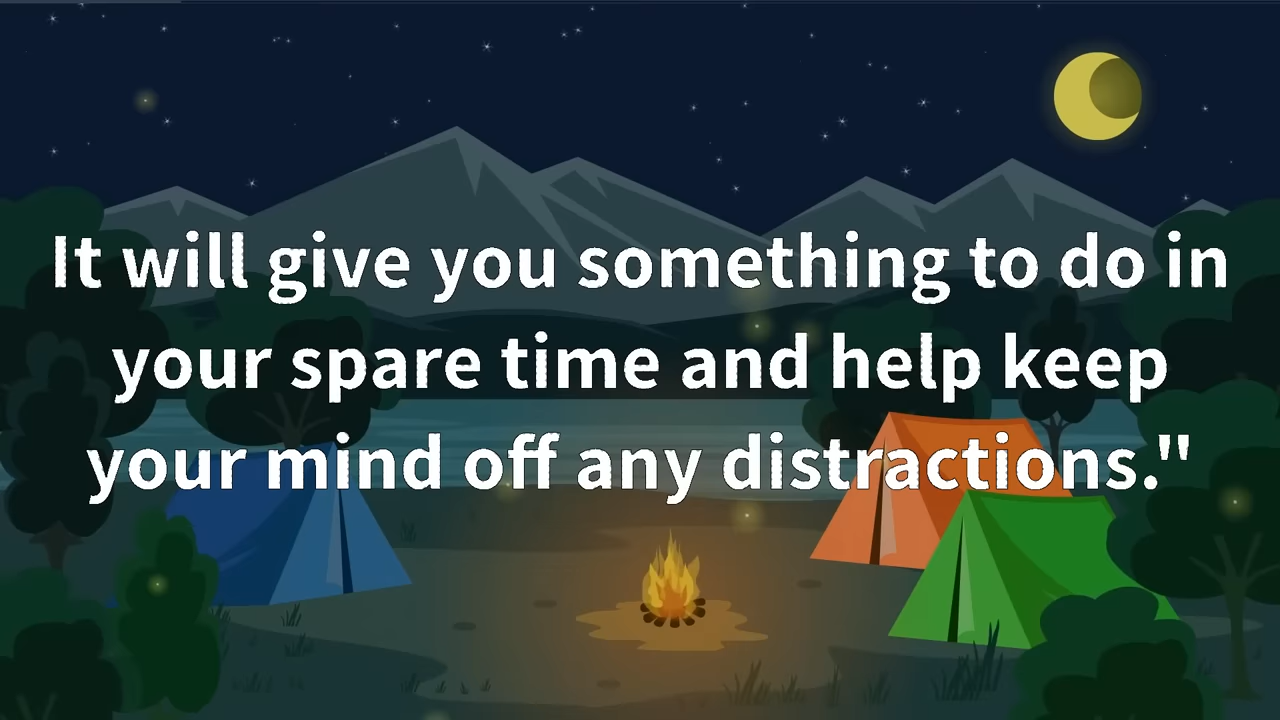 It will give you something to do in
your spare time and help keep
your mind off any distractions."